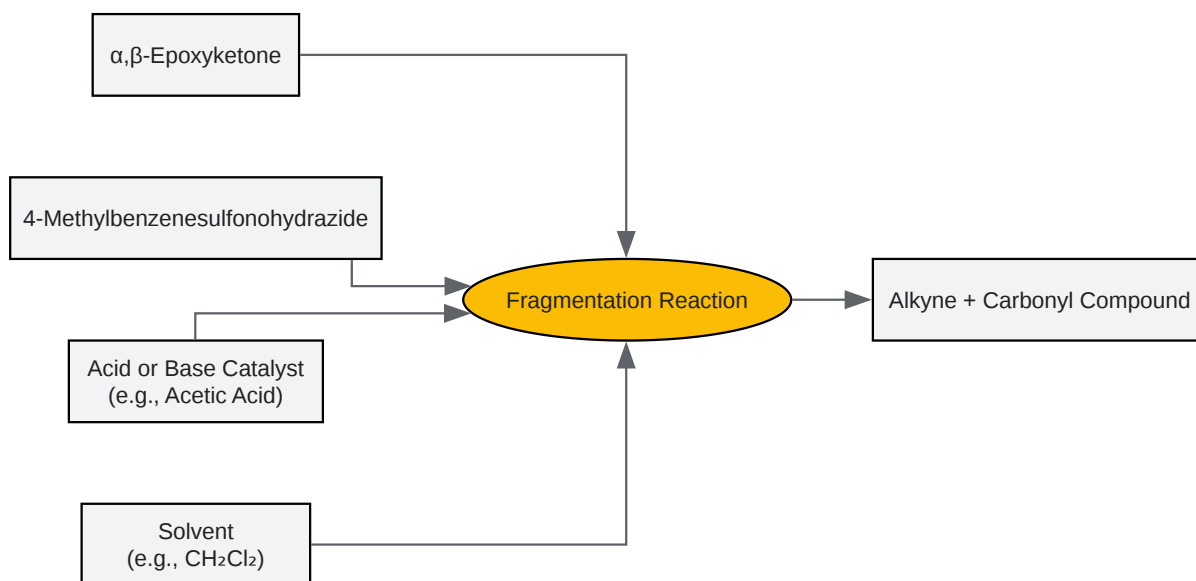 α,β-Epoxyketone
4-Methylbenzenesulfonohydrazide
Fragmentation Reaction
Alkyne + Carbonyl Compound
Acid or Base Catalyst
(e.g., Acetic Acid)
Solvent
(e.g., CH₂Cl₂)